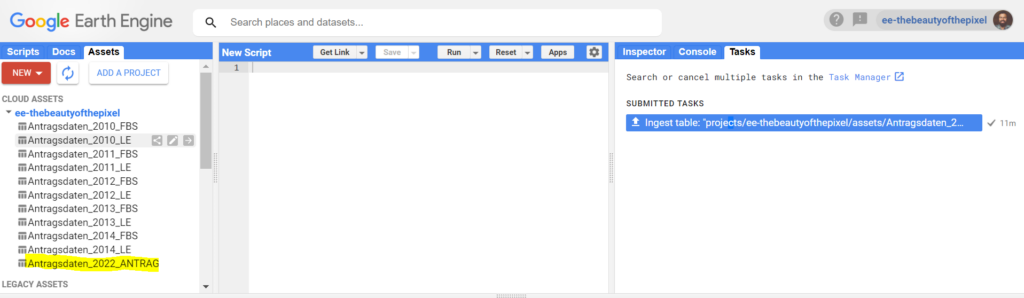 Google Earth Engine
Search places and datasets...
ee-thebeautyofthepixel
Scripts Docs Assets
NEW
ADD A PROJECT
CLOUD ASSETS
ee-thebeautyofthepixel
Antragsdaten_2010_FBS
Antragsdaten_2010_LE
Antragsdaten_2011_FBS
Antragsdaten_2011_LE
Antragsdaten_2012_FBS
Antragsdaten_2012_LE
Antragsdaten_2013_FBS
Antragsdaten_2013_LE
Antragsdaten_2014_FBS
Antragsdaten_2014_LE
Antragsdaten_2022_ANTRAG
LEGACY ASSETS
New Script
Get Link Save Run Reset Apps
1
Inspector Console Tasks
Search or cancel multiple tasks in the Task Manager
SUBMITTED TASKS
Ingest table: "projects/ee-thebeautyofthepixel/assets/Antragsdaten_2... 11m